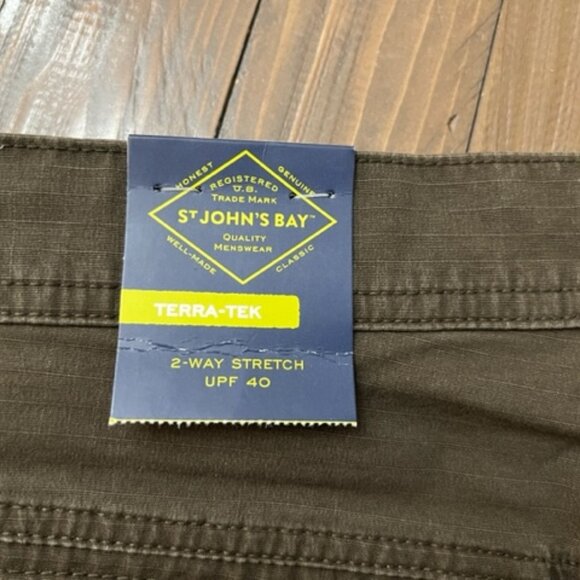 HONEST
GENUINE
REGISTERED
U.S.
TRADE MARK
ST JOHN'S BAY™
QUALITY
MENSWEAR
WELL-MADE
CLASSIC
TERRA-TEK
2-WAY STRETCH
UPF 40